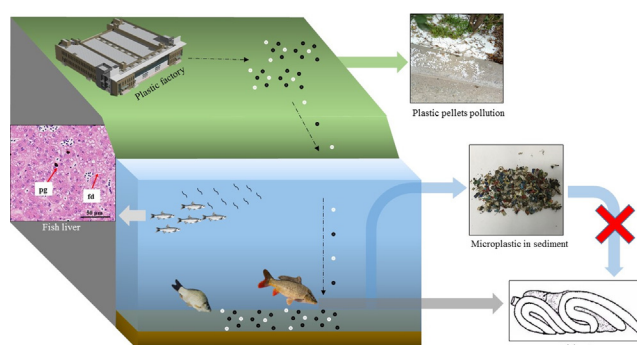 Plastic factory
Plastic pellets pollution
pg
fd
50 μm
Fish liver
Microplastic in sediment